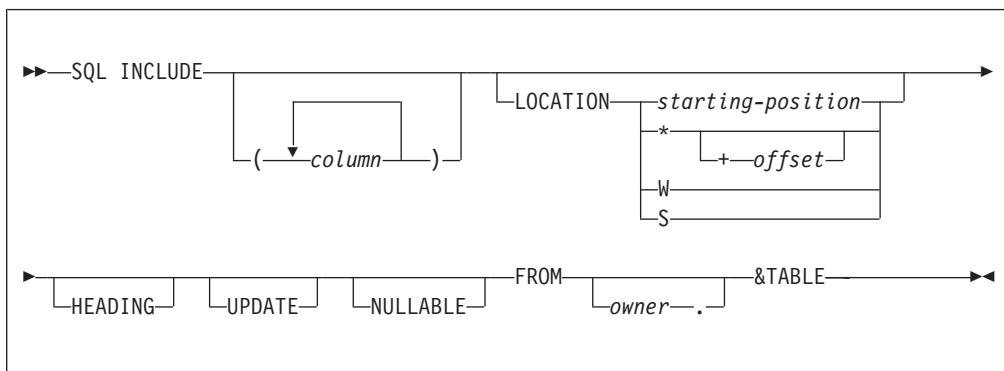 SQL INCLUDE
( column )
LOCATION starting-position
*
+ offset
W
S
HEADING UPDATE NULLABLE FROM owner . &TABLE